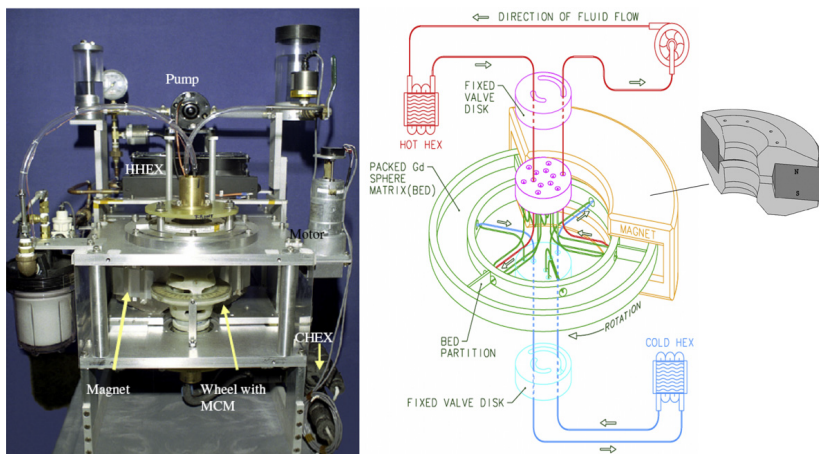 Pump
HHEX
Motor
CHEX
Magnet
Wheel with
MCM
DIRECTION OF FLUID FLOW
FIXED
VALVE
DISK
HOT HEX
PACKED Gd
SPHERE
MATRIX(BED)
MAGNET
ROTATION
BED
PARTITION
COLD HEX
FIXED VALVE DISK
N
S